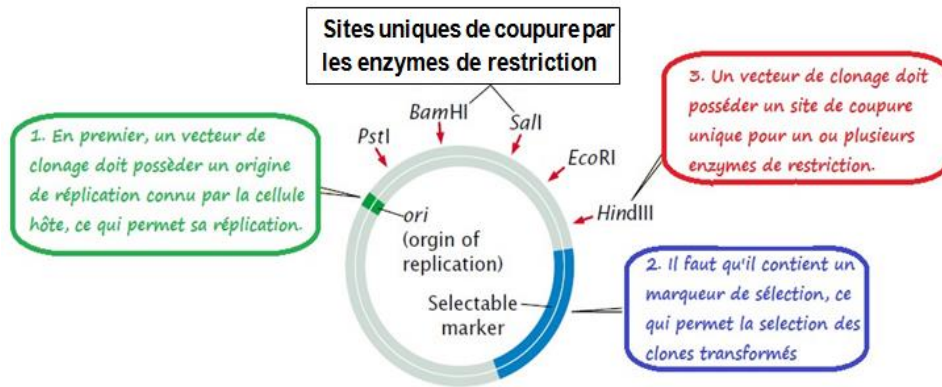 Sites uniques de coupure par
les enzymes de restriction
1. En premier, un vecteur de
clonage doit possèder un origine
de réplication connu par la cellule
hôte, ce qui permet sa réplication.
PstI
BamHI
SalI
EcoRI
HindIII
3. Un vecteur de clonage doit
posséder un site de coupure
unique pour un ou plusieurs
enzymes de restriction.
ori
(orgin of
replication)
Selectable
marker
2. Il faut qu'il contient un
marqueur de sélection, ce
qui permet la selection des
clones transformés